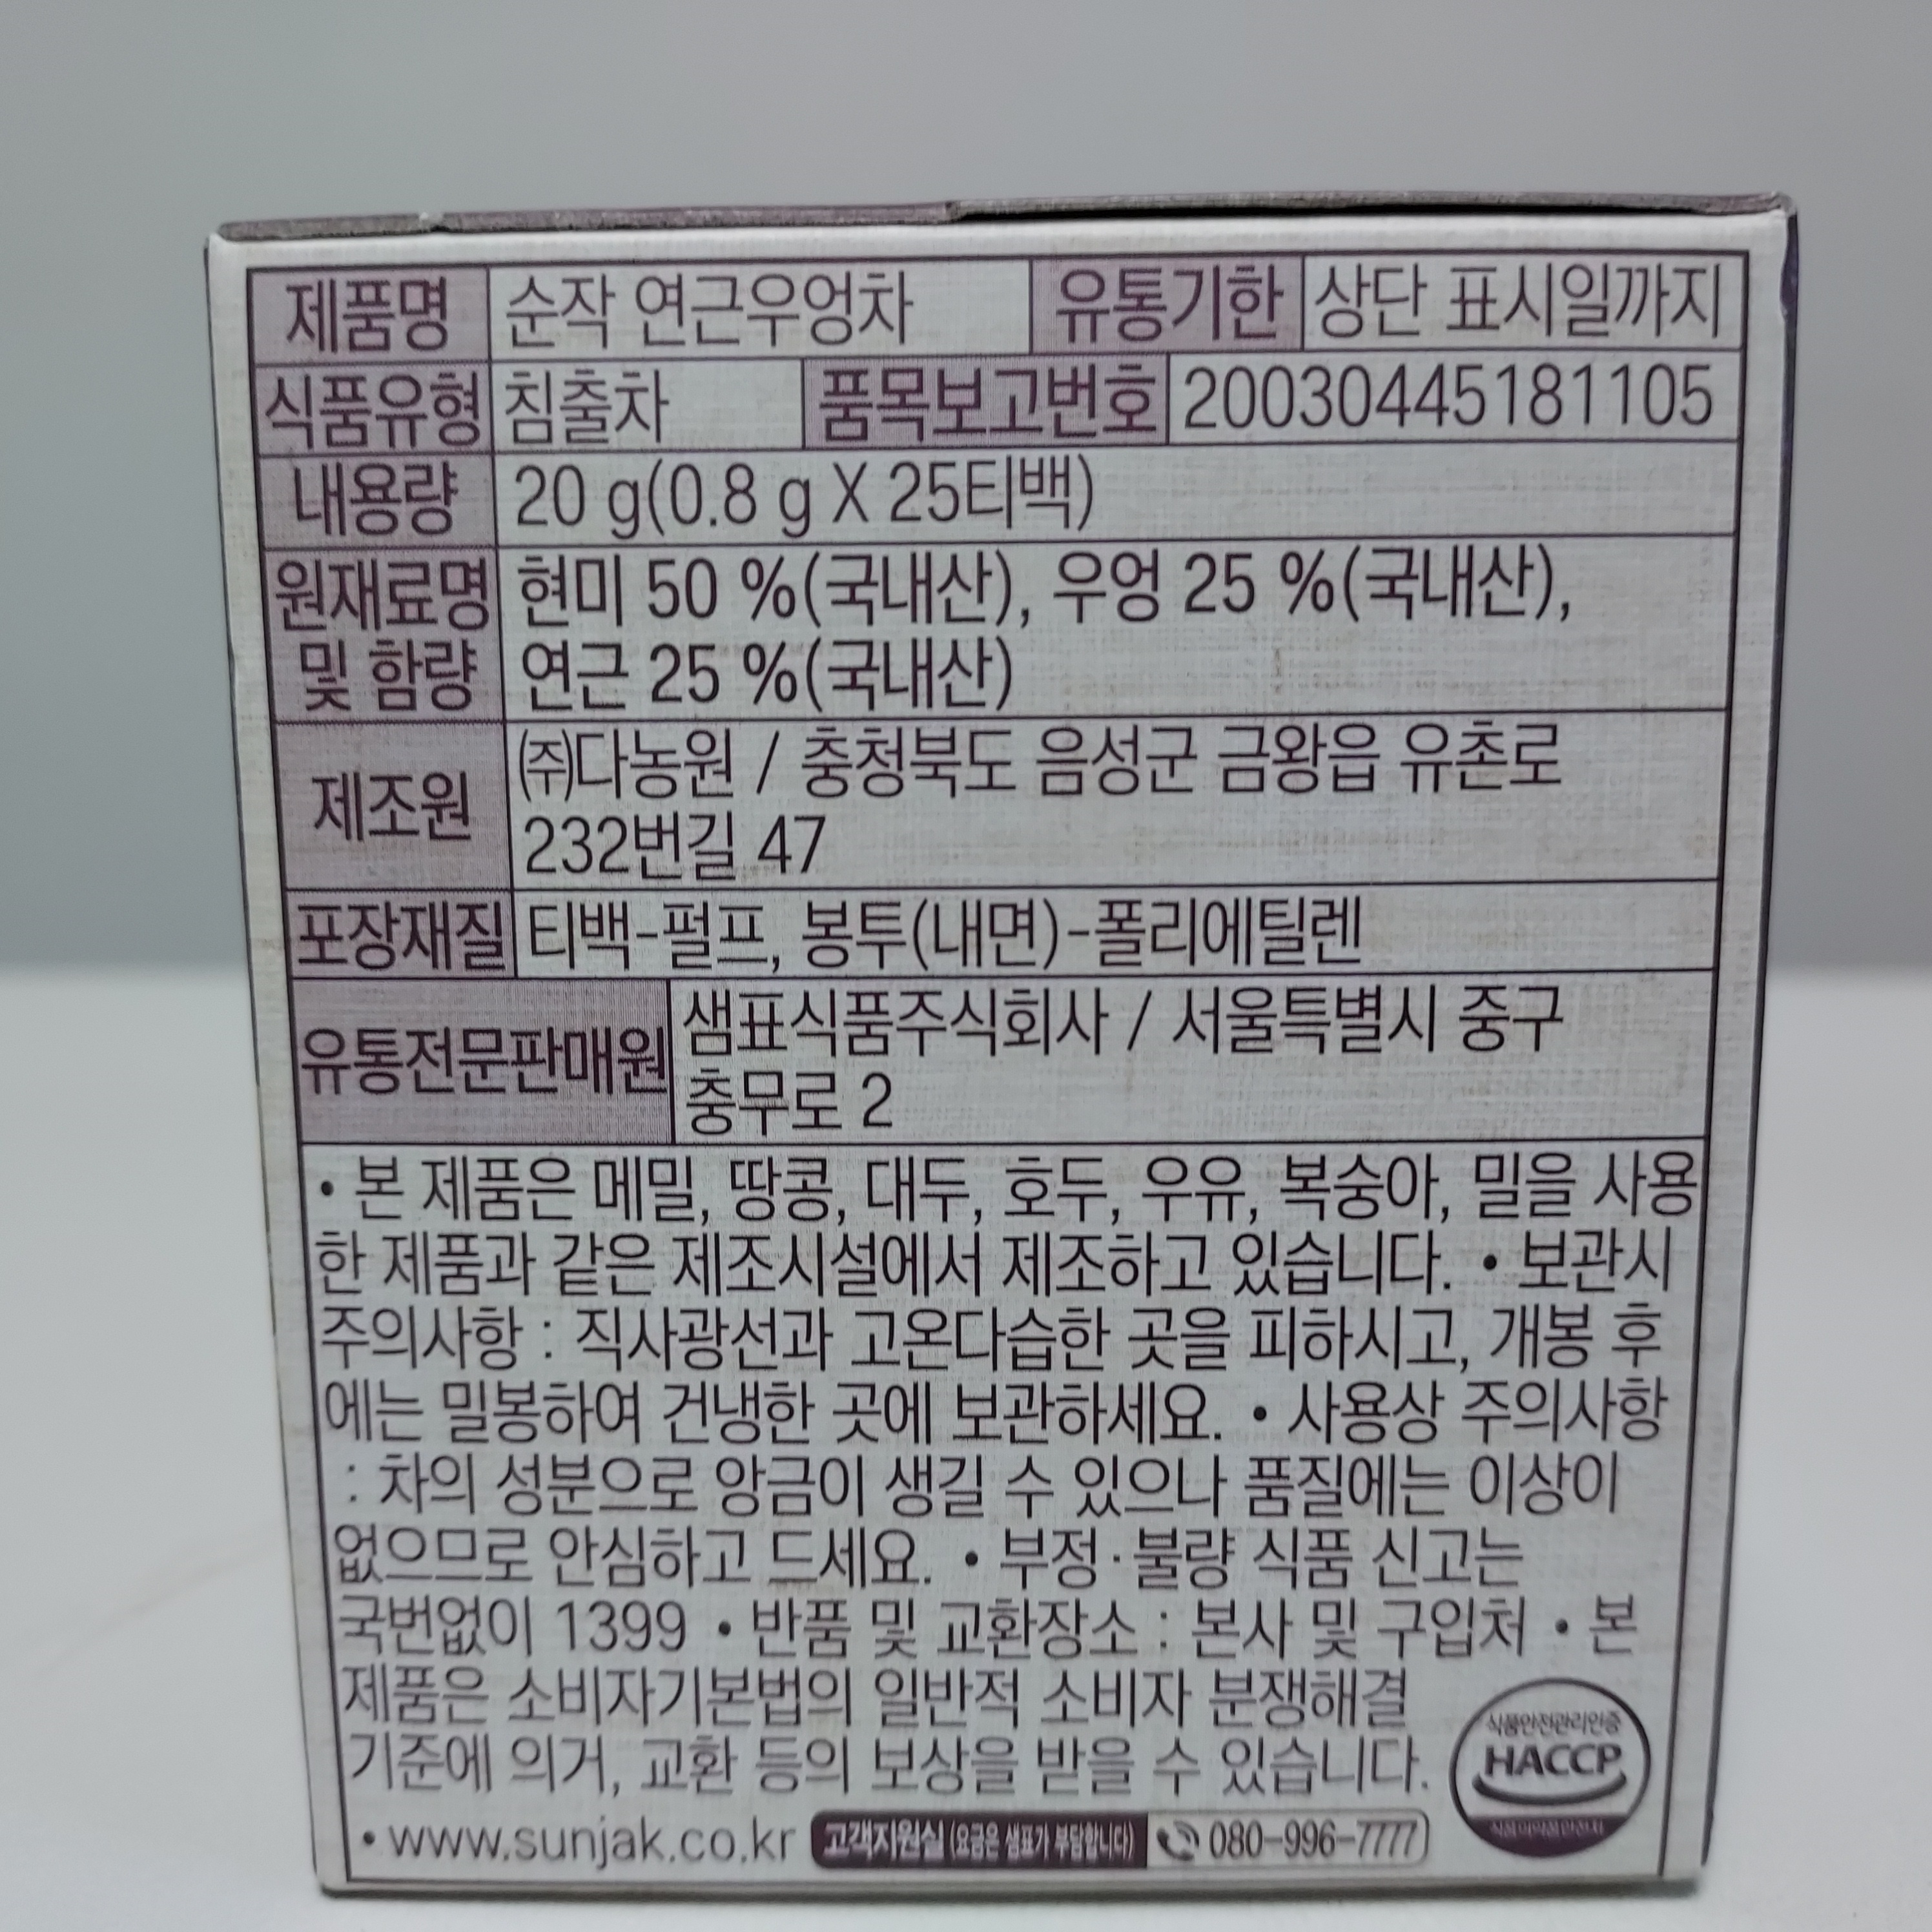 제품명 순작 연근우엉차 유통기한 상단 표시일까지
식품유형 침출차 품목보고번호 20030445181105
내용량 20 g(0.8 g X 25티백)
원재료명 현미 50 %(국내산), 우엉 25 %(국내산),
및 함량 연근 25 %(국내산)
제조원 ㈜다농원 / 충청북도 음성군 금왕읍 유촌로
232번길 47
포장재질 티백-펄프, 봉투(내면)-폴리에틸렌
유통전문판매원 샘표식품주식회사 / 서울특별시 중구
충무로 2
• 본 제품은 메밀, 땅콩, 대두, 호두, 우유, 복숭아, 밀을 사용
한 제품과 같은 제조시설에서 제조하고 있습니다. • 보관시
주의사항 : 직사광선과 고온다습한 곳을 피하시고, 개봉 후
에는 밀봉하여 건냉한 곳에 보관하세요. • 사용상 주의사항
: 차의 성분으로 앙금이 생길 수 있으나 품질에는 이상이
없으므로 안심하고 드세요. • 부정·불량 식품 신고는
국번없이 1399 • 반품 및 교환장소 : 본사 및 구입처 • 본
제품은 소비자기본법의 일반적 소비자 분쟁해결
기준에 의거, 교환 등의 보상을 받을 수 있습니다.
• www.sunjak.co.kr 고객지원실 (요금은 샘표가 부담합니다) 080-996-7777
식품안전관리인증
HACCP
식품의약품안전처